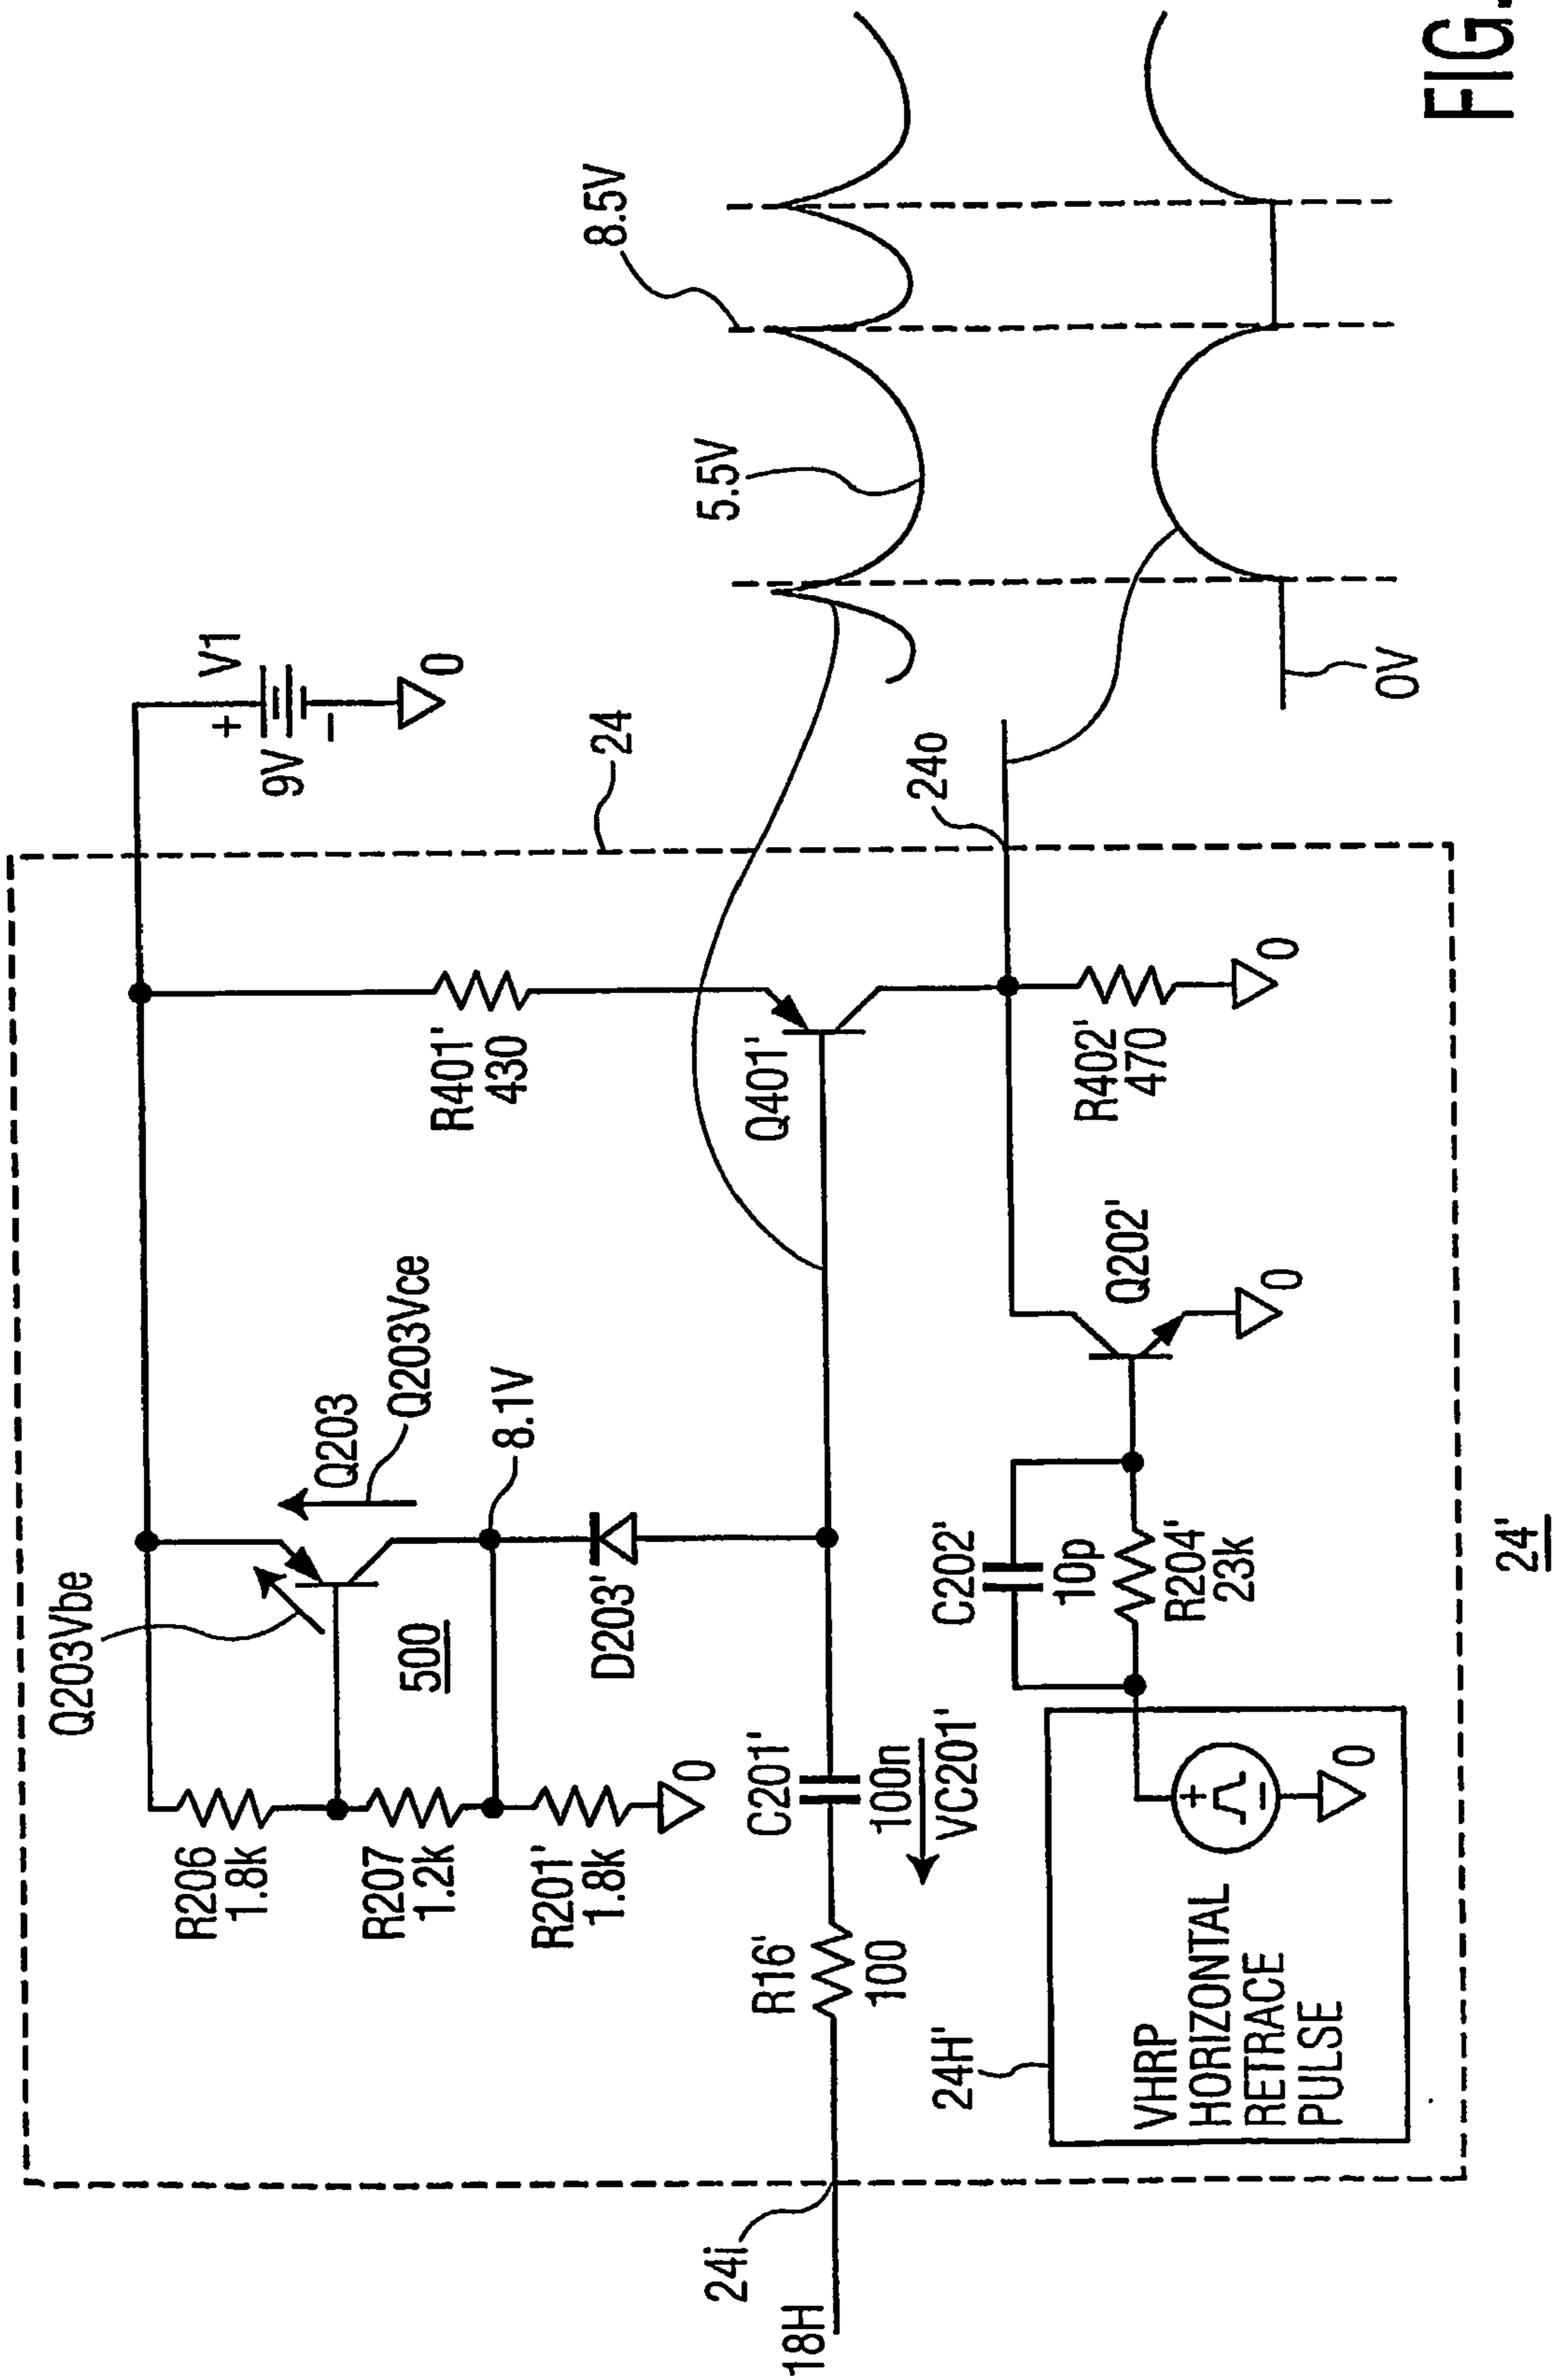 Q203Vbe
R206
1.8k
R207
1.2k
R201'
1.8k
0
500
Q203
Q203Vce
8.1V
D203'
9V
+
V1
−
0
24
R401'
430
Q401'
5.5V
8.5V
18H
24i
R16'
100
C201'
100n
VC201'
24o
R402'
470
0
Q202'
0
C202'
10p
R204'
23k
24H'
VHRP
HORIZONTAL
RETRACE
PULSE
+
−
0
0V
24'
FIG.